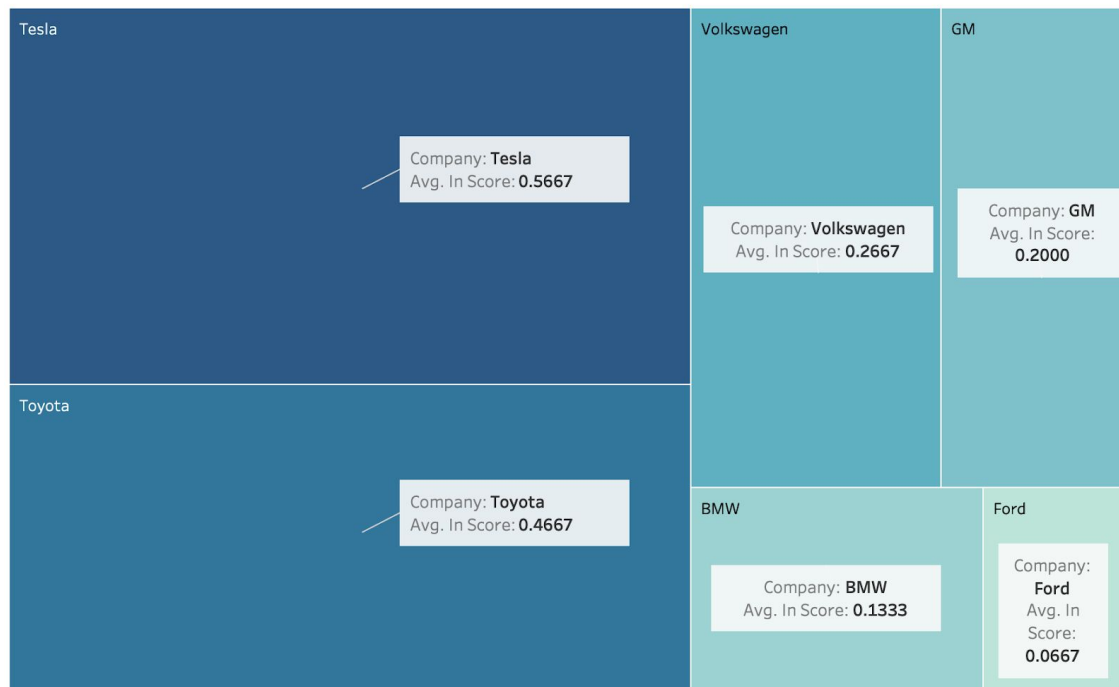 Tesla
Company: Tesla
Avg. In Score: 0.5667
Toyota
Company: Toyota
Avg. In Score: 0.4667
Volkswagen
Company: Volkswagen
Avg. In Score: 0.2667
GM
Company: GM
Avg. In Score:
0.2000
BMW
Company: BMW
Avg. In Score: 0.1333
Ford
Company:
Ford
Avg. In
Score:
0.0667